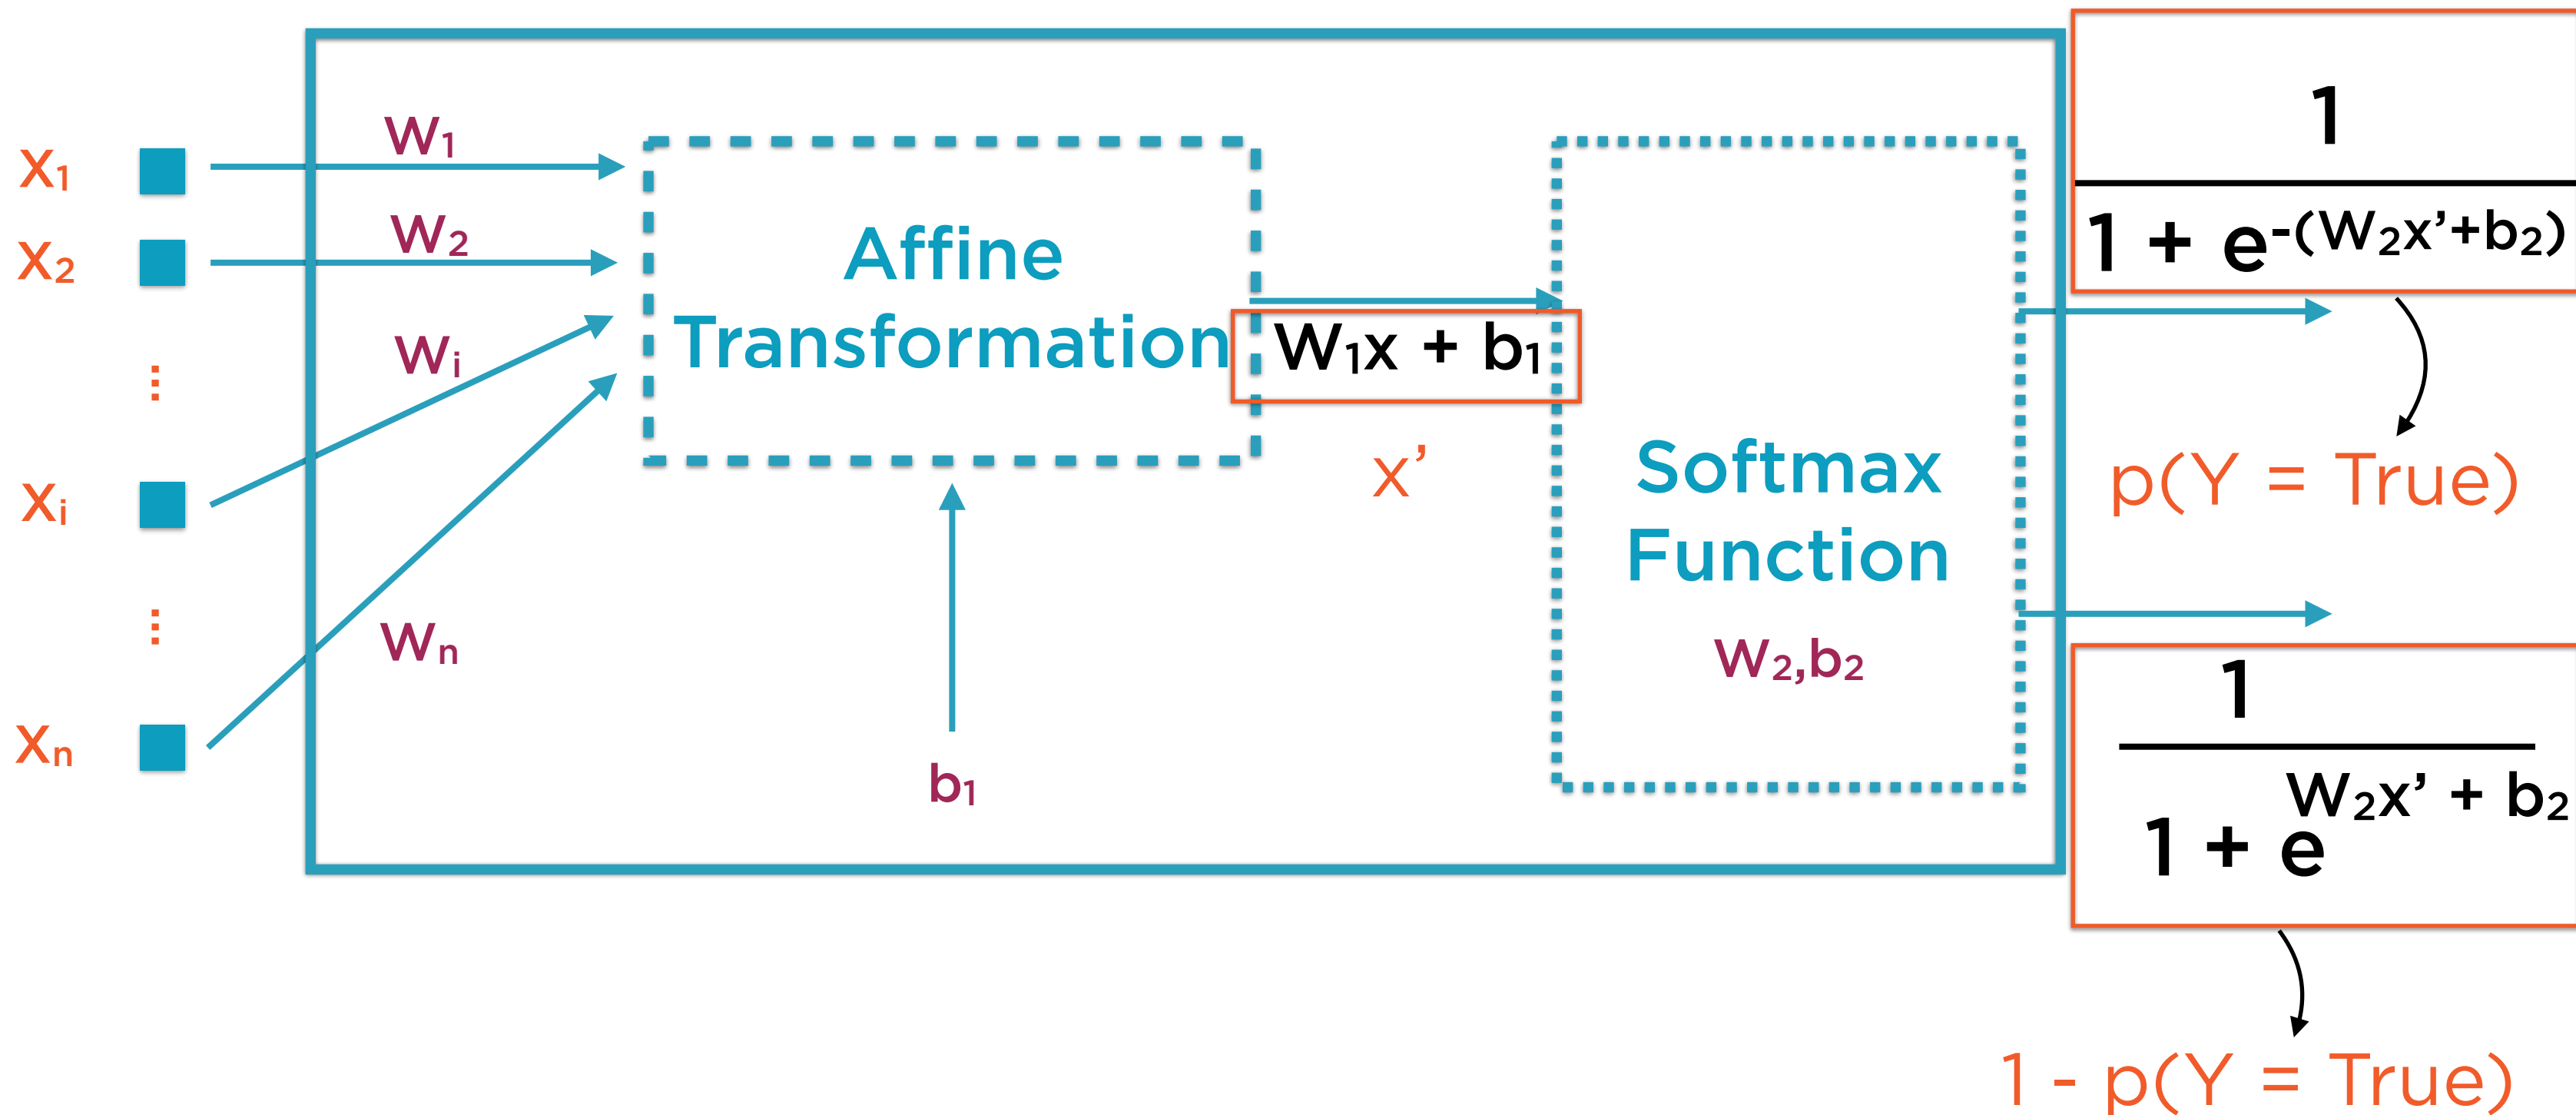 X₁
X₂
⋮
Xᵢ
⋮
Xₙ
W₁
W₂
Wᵢ
Wₙ
Affine
Transformation
b₁
W₁x + b₁
X’
Softmax
Function
W₂,b₂
1
1 + e^-(W₂x’+b₂)
p(Y = True)
1
1 + e^W₂x’ + b₂
1 - p(Y = True)